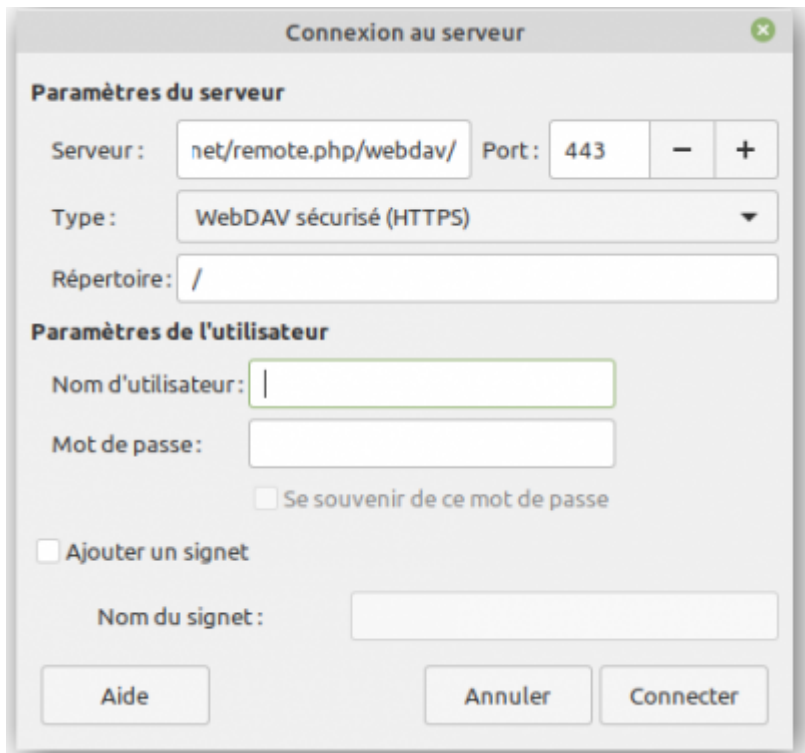 Connexion au serveur
Paramètres du serveur
Serveur : net/remote.php/webdav/ Port : 443 − +
Type : WebDAV sécurisé (HTTPS)
Répertoire : /
Paramètres de l'utilisateur
Nom d'utilisateur :
Mot de passe :
Se souvenir de ce mot de passe
Ajouter un signet
Nom du signet :
Aide Annuler Connecter